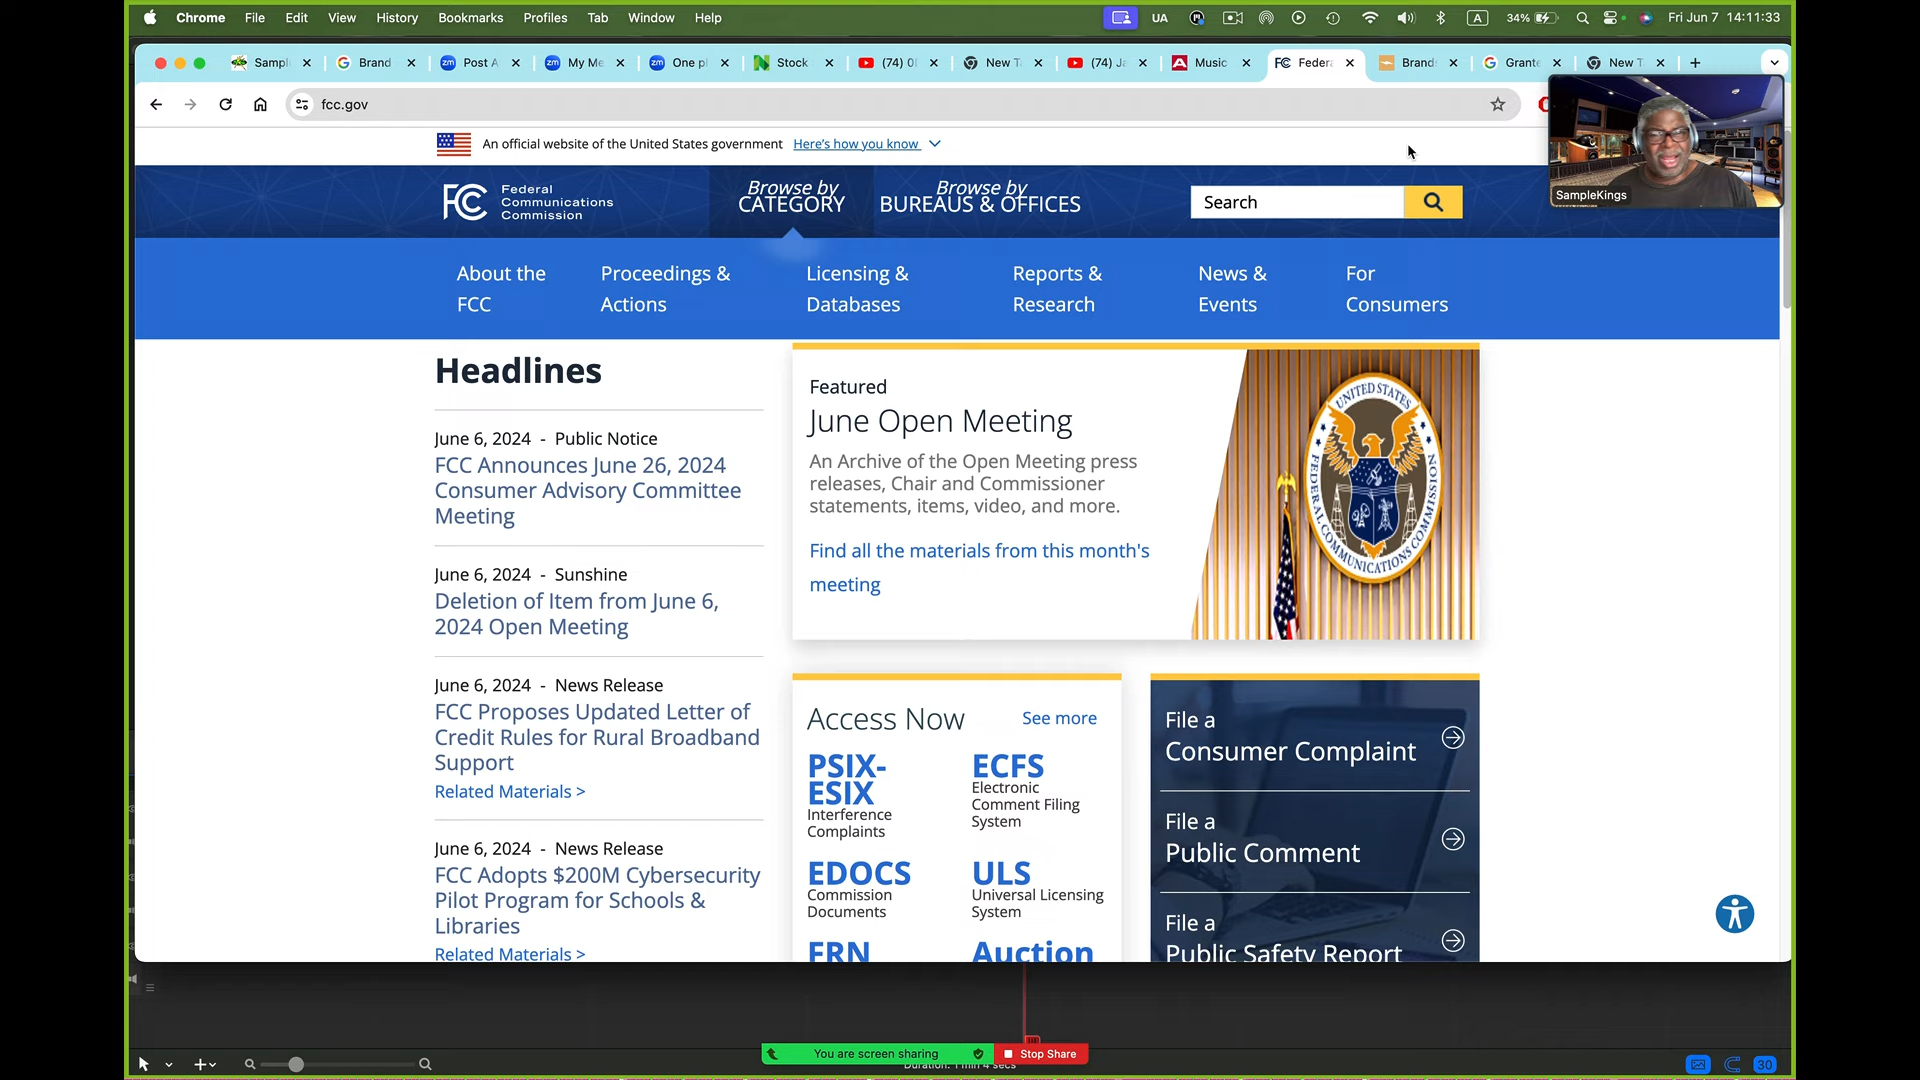 Chrome File Edit View History Bookmarks Profiles Tab Window Help UA A 34% Fri Jun 7 14:11:33
Sampl Brand Post A My Me One p Stock (74) 0 New T (74) Ja Music Federa Brand Grante New T
fcc.gov
An official website of the United States government Here's how you know
SampleKings
FCC Federal
Communications
Commission
Browse by
CATEGORY
Browse by
BUREAUS & OFFICES
Search
About the
FCC
Proceedings &
Actions
Licensing &
Databases
Reports &
Research
News &
Events
For
Consumers
Headlines
June 6, 2024 - Public Notice
FCC Announces June 26, 2024
Consumer Advisory Committee
Meeting
June 6, 2024 - Sunshine
Deletion of Item from June 6,
2024 Open Meeting
June 6, 2024 - News Release
FCC Proposes Updated Letter of
Credit Rules for Rural Broadband
Support
Related Materials >
June 6, 2024 - News Release
FCC Adopts $200M Cybersecurity
Pilot Program for Schools &
Libraries
Related Materials >
Featured
June Open Meeting
An Archive of the Open Meeting press
releases, Chair and Commissioner
statements, items, video, and more.
Find all the materials from this month's
meeting
UNITED STATES
FEDERAL COMMUNICATIONS COMMISSION
Access Now See more
PSIX-
ESIX
Interference
Complaints
ECFS
Electronic
Comment Filing
System
EDOCS
Commission
Documents
ULS
Universal Licensing
System
FRN
Auction
File a
Consumer Complaint
File a
Public Comment
File a
Public Safety Report
You are screen sharing Stop Share
Duration: 1 min 4 secs
30